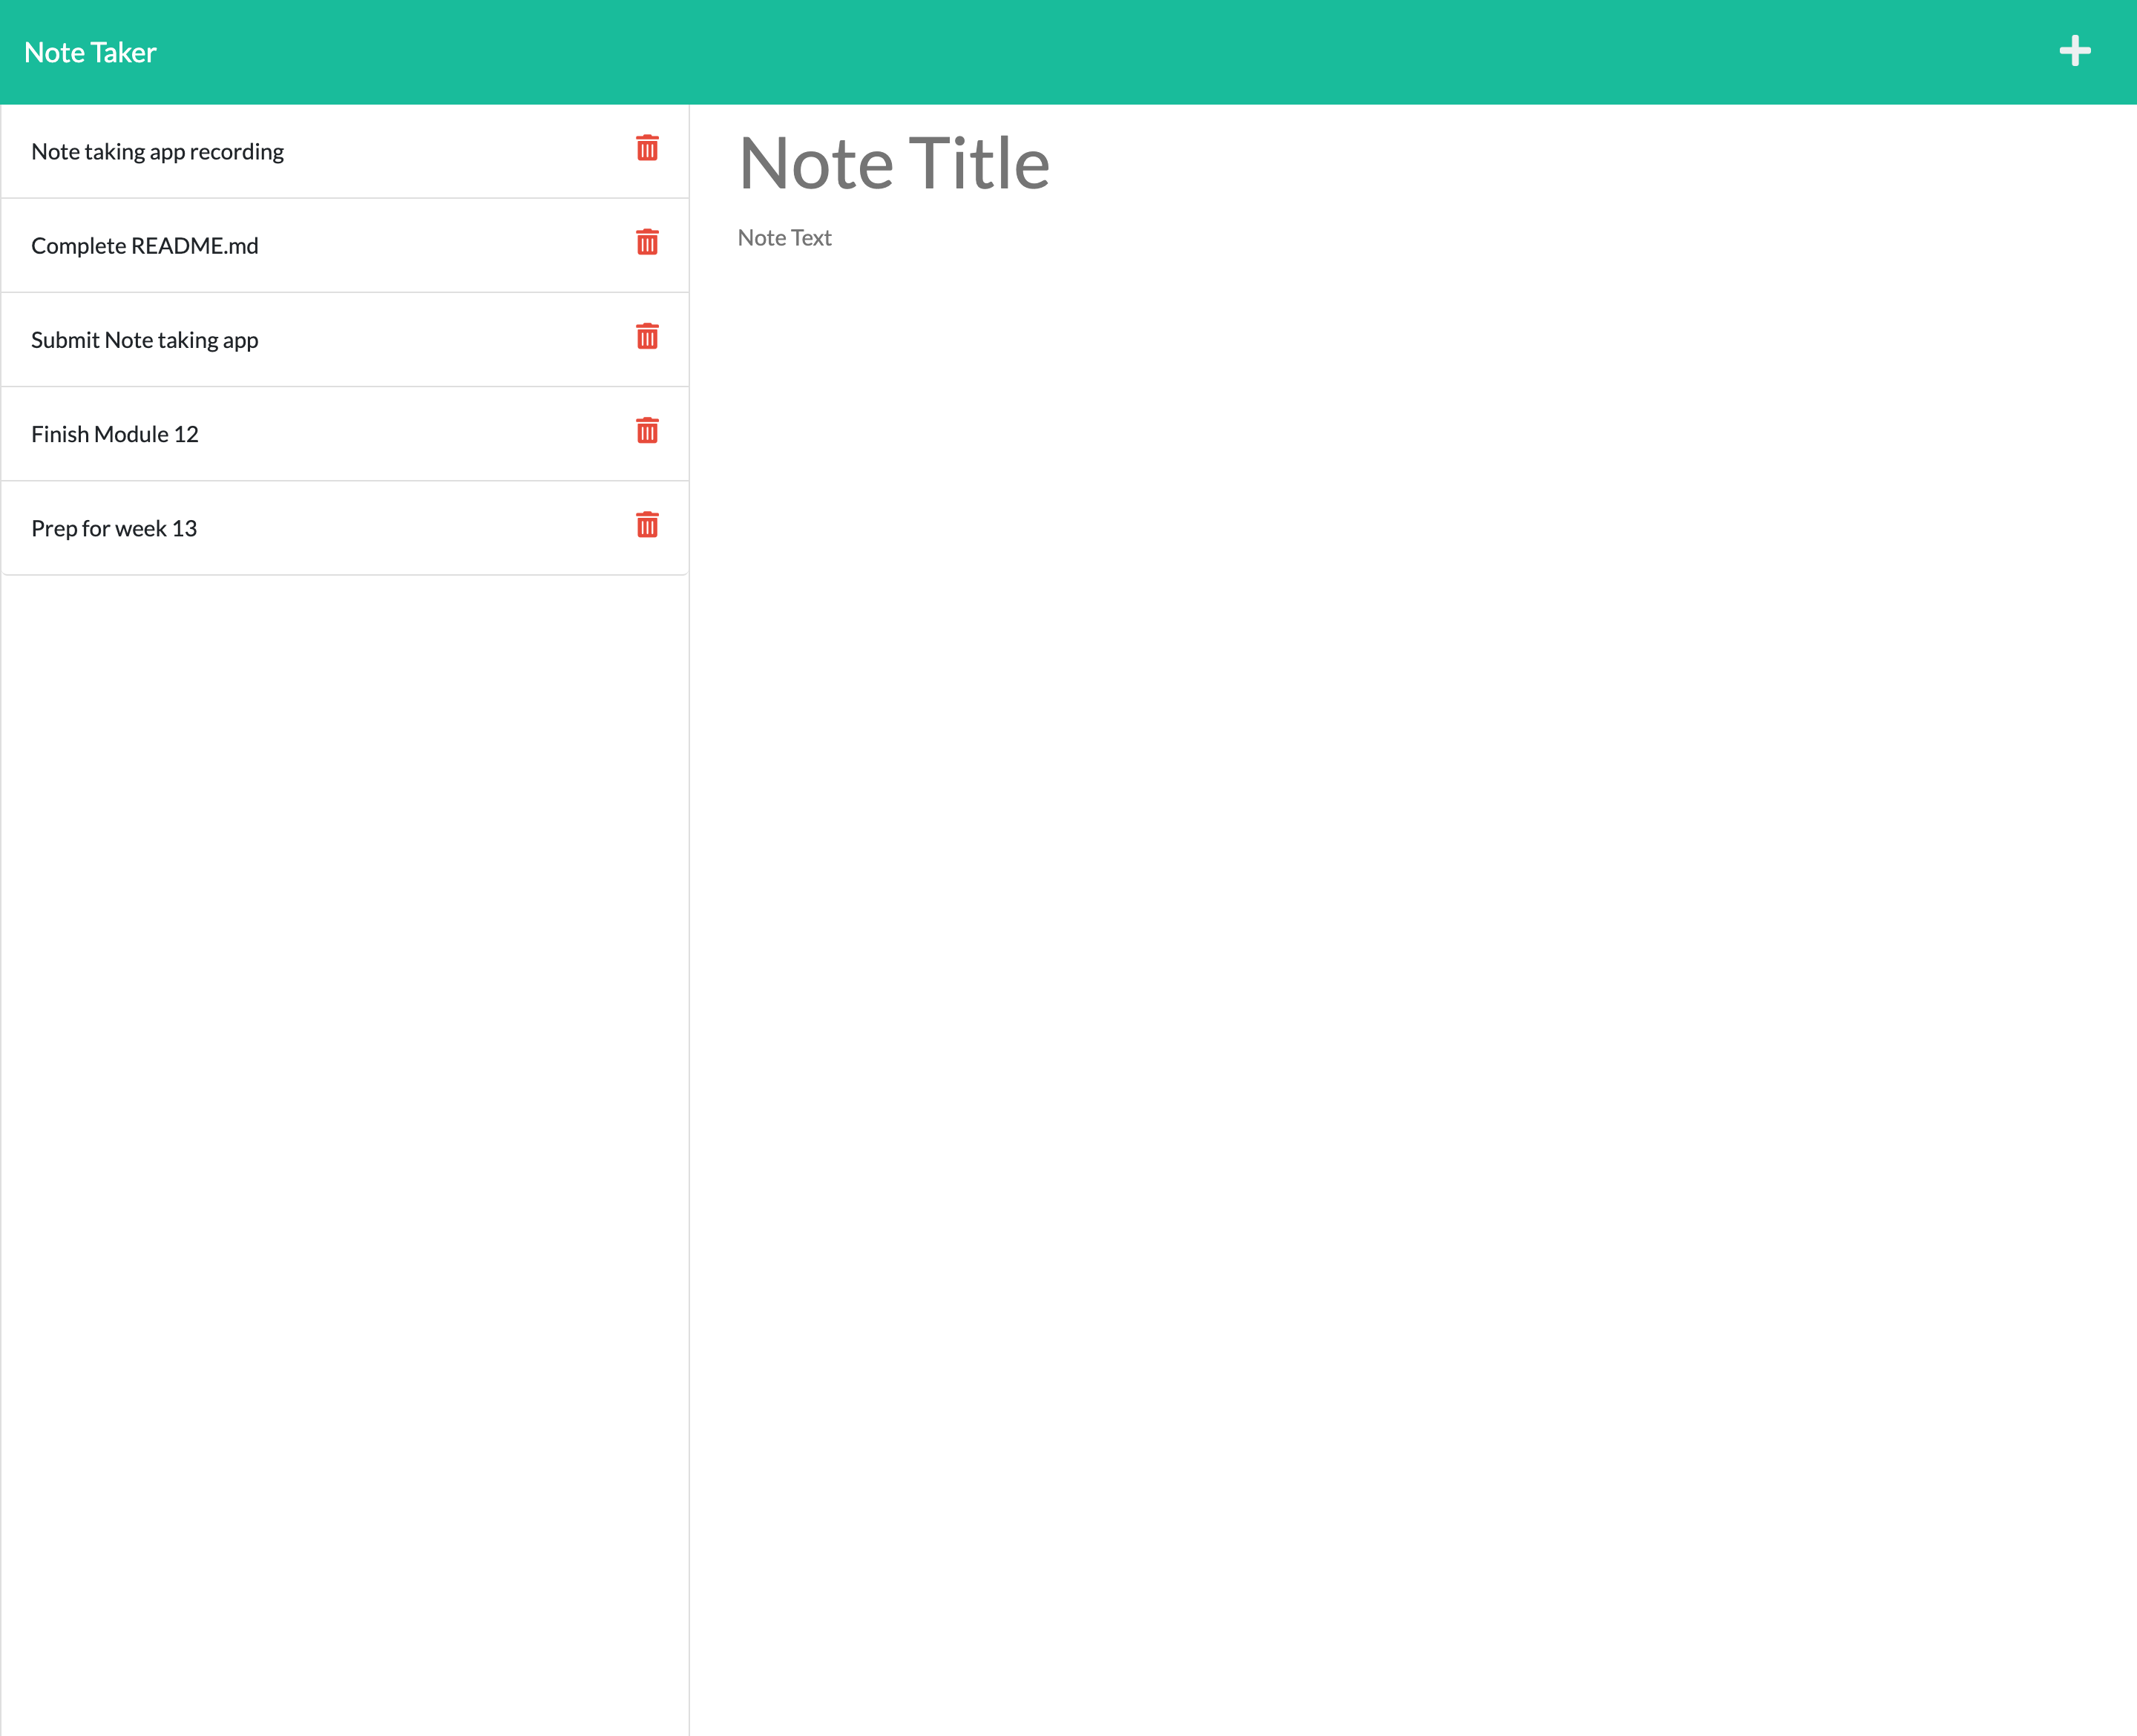 Note Taker
Note taking app recording
Complete README.md
Submit Note taking app
Finish Module 12
Prep for week 13
Note Title
Note Text